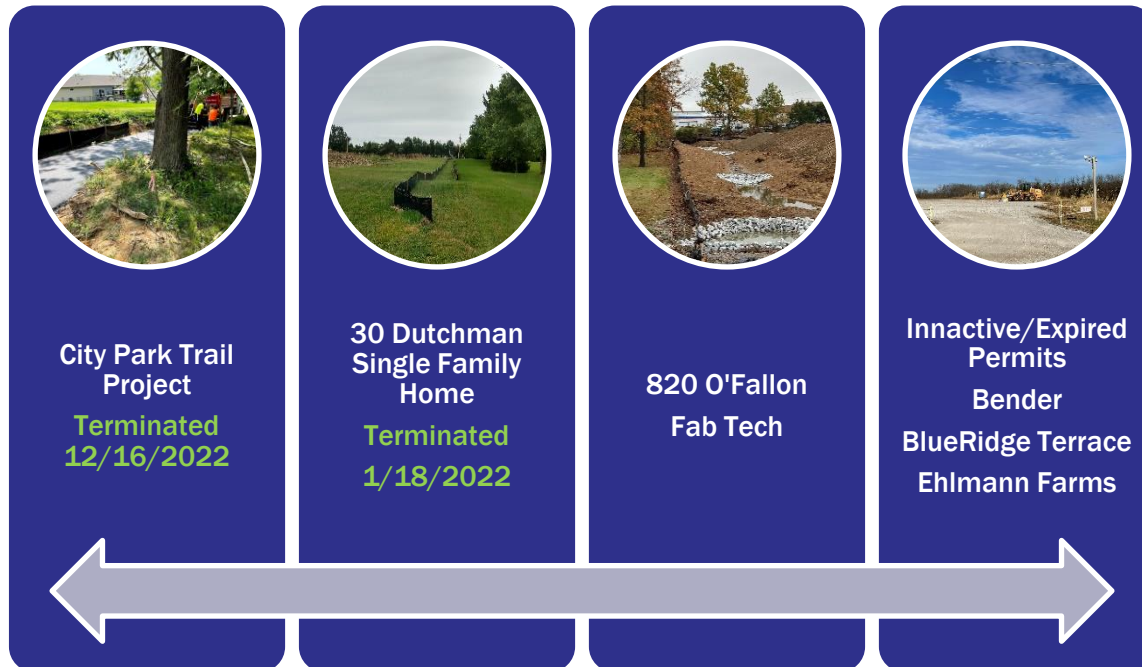 City Park Trail
Project
Terminated
12/16/2022
30 Dutchman
Single Family
Home
Terminated
1/18/2022
820 O'Fallon
Fab Tech
Innactive/Expired
Permits
Bender
BlueRidge Terrace
Ehlmann Farms